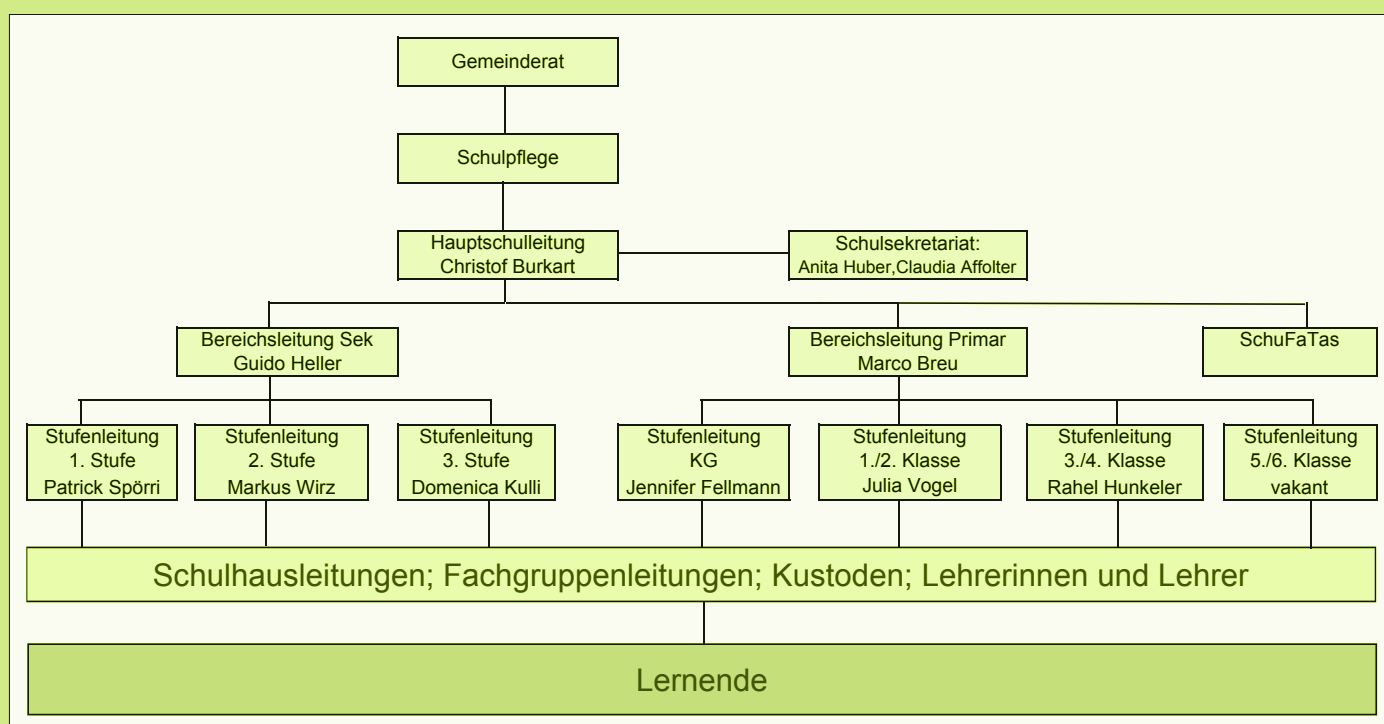 Gemeinderat
Schulpflege
Hauptschulleitung
Christof Burkart
Schulsekretariat:
Anita Huber,Claudia Affolter
Bereichsleitung Sek
Guido Heller
Bereichsleitung Primar
Marco Breu
SchuFaTas
Stufenleitung
1. Stufe
Patrick Spörri
Stufenleitung
2. Stufe
Markus Wirz
Stufenleitung
3. Stufe
Domenica Kulli
Stufenleitung
KG
Jennifer Fellmann
Stufenleitung
1./2. Klasse
Julia Vogel
Stufenleitung
3./4. Klasse
Rahel Hunkeler
Stufenleitung
5./6. Klasse
vakant
Schulhausleitungen; Fachgruppenleitungen; Kustoden; Lehrerinnen und Lehrer
Lernende